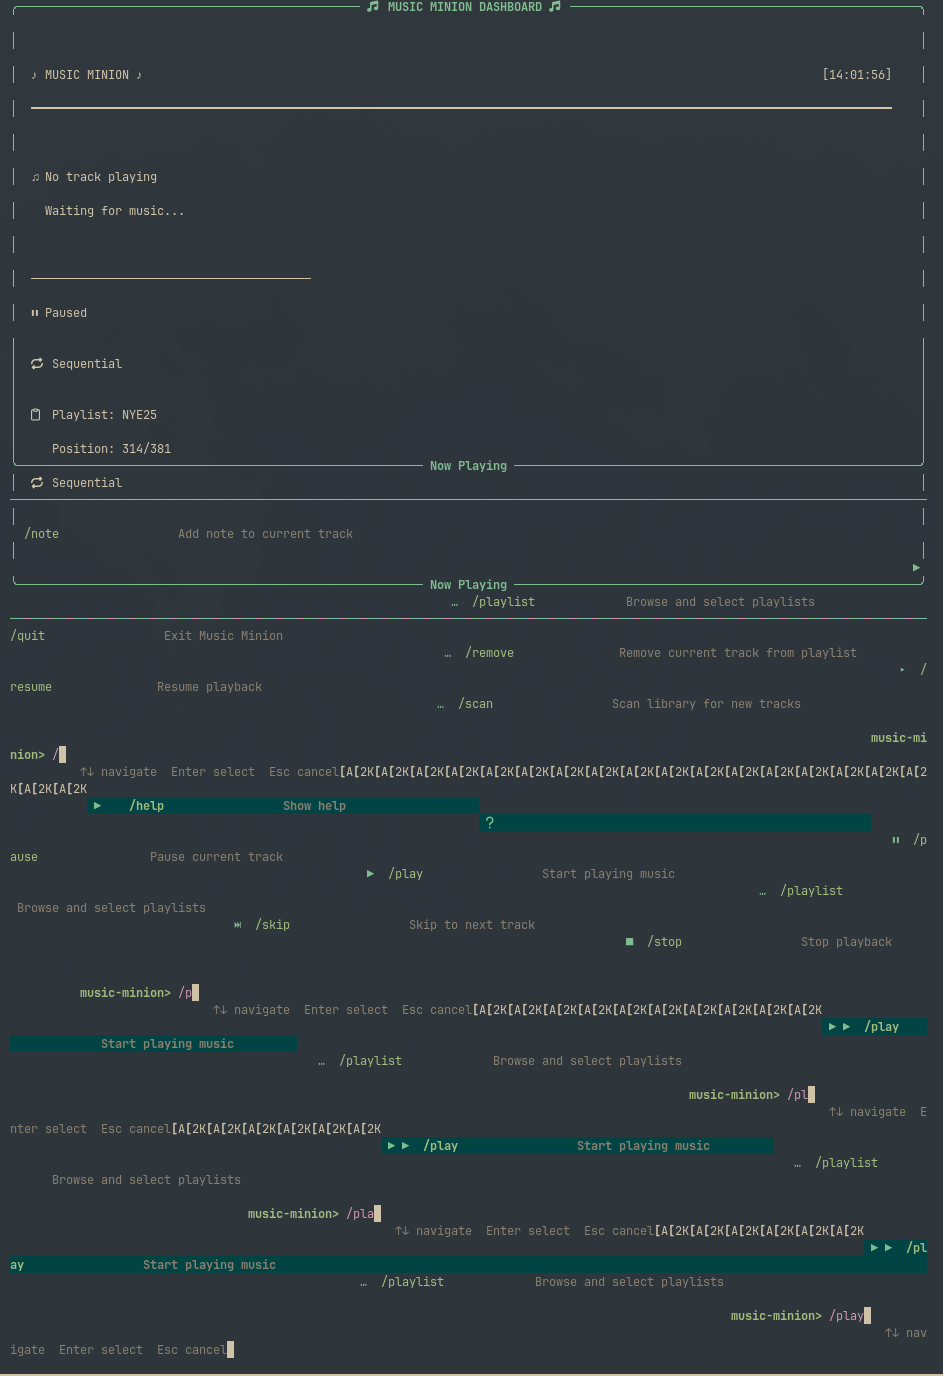 MUSIC MINION DASHBOARD
♪ MUSIC MINION ♪ [14:01:56]
♫ No track playing
Waiting for music...
Paused
Sequential
Playlist: NYE25
Position: 314/381
Now Playing
Sequential
/note Add note to current track
▶
Now Playing
… /playlist Browse and select playlists
/quit Exit Music Minion
… /remove Remove current track from playlist
▸ /
resume Resume playback
… /scan Scan library for new tracks
music-mi
nion> /
↑↓ navigate Enter select Esc cancel[A[2K[A[2K[A[2K[A[2K[A[2K[A[2K[A[2K[A[2K[A[2K[A[2K[A[2K[A[2K[A[2K[A[2
K[A[2K[A[2K
▶ /help Show help
?
⏸ /p
ause Pause current track
▶ /play Start playing music
… /playlist
Browse and select playlists
⏭ /skip Skip to next track
■ /stop Stop playback
music-minion> /p
↑↓ navigate Enter select Esc cancel[A[2K[A[2K[A[2K[A[2K[A[2K[A[2K[A[2K[A[2K[A[2K[A[2K
▶ ▶ /play
Start playing music
… /playlist Browse and select playlists
music-minion> /pl
↑↓ navigate E
nter select Esc cancel[A[2K[A[2K[A[2K[A[2K[A[2K[A[2K
▶ ▶ /play Start playing music
… /playlist
Browse and select playlists
music-minion> /pla
↑↓ navigate Enter select Esc cancel[A[2K[A[2K[A[2K[A[2K[A[2K[A[2K
▶ ▶ /pl
ay Start playing music
… /playlist Browse and select playlists
music-minion> /play
↑↓ nav
igate Enter select Esc cancel